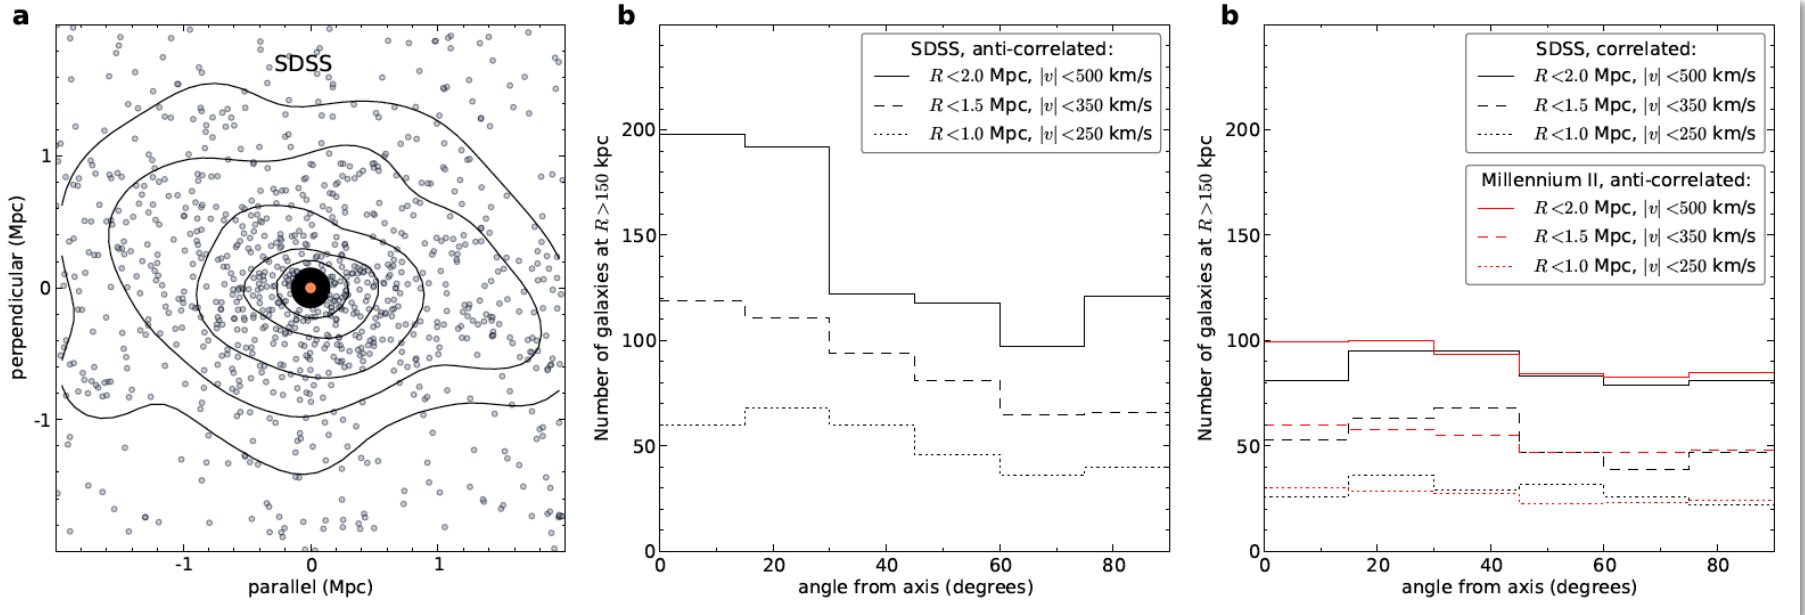 a
SDSS
perpendicular (Mpc)
1
0
-1
-1
0
1
parallel (Mpc)
b
SDSS, anti-correlated:
R<2.0 Mpc, |v|<500 km/s
R<1.5 Mpc, |v|<350 km/s
R<1.0 Mpc, |v|<250 km/s
Number of galaxies at R>150 kpc
200
150
100
50
0
0
20
40
60
80
angle from axis (degrees)
b
SDSS, correlated:
R<2.0 Mpc, |v|<500 km/s
R<1.5 Mpc, |v|<350 km/s
R<1.0 Mpc, |v|<250 km/s
Millennium II, anti-correlated:
R<2.0 Mpc, |v|<500 km/s
R<1.5 Mpc, |v|<350 km/s
R<1.0 Mpc, |v|<250 km/s
Number of galaxies at R>150 kpc
200
150
100
50
0
0
20
40
60
80
angle from axis (degrees)